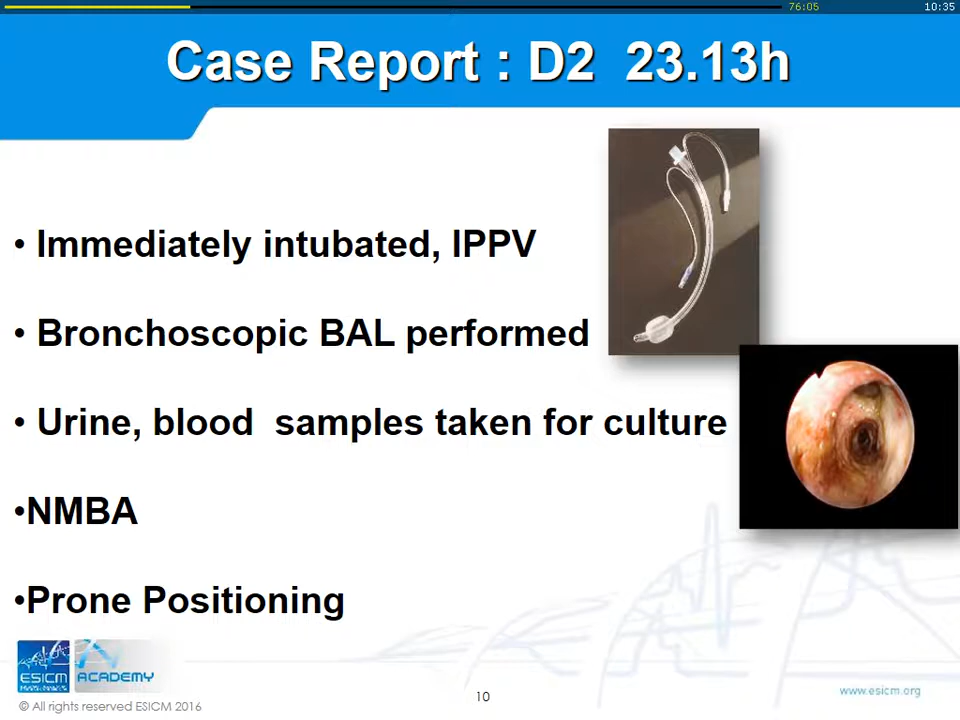 76:05
10:35
Case Report : D2 23.13h
• Immediately intubated, IPPV
• Bronchoscopic BAL performed
• Urine, blood samples taken for culture
•NMBA
•Prone Positioning
ESICM
ACADEMY
© All rights reserved ESICM 2016
10
www.esicm.org